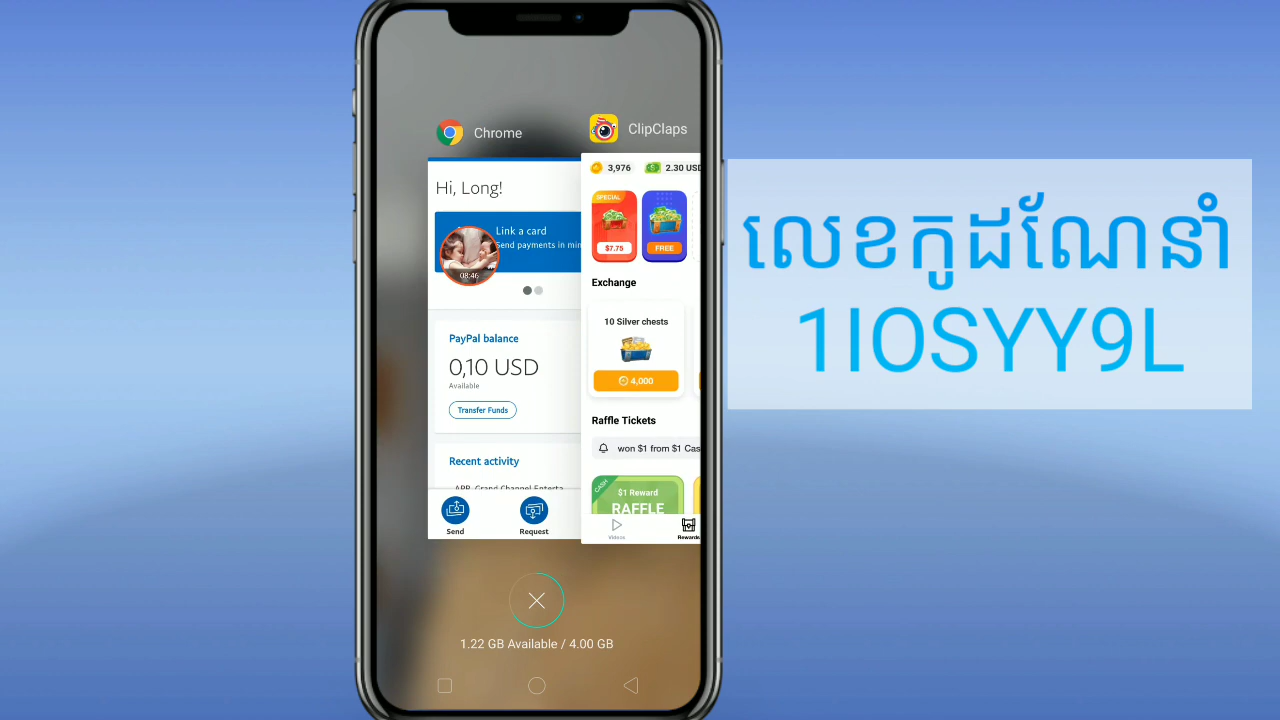 Chrome
Hi, Long!
Link a card
Send payments in min
08:46
PayPal balance
0,10 USD
Available
Transfer Funds
Recent activity
Send
Request
ClipClaps
3,976
2.30 USD
SPECIAL
$7.75
FREE
Exchange
10 Silver chests
4,000
Raffle Tickets
won $1 from $1 Cas
CASH
$1 Reward
RAFFLE
Videos
Rewards
1.22 GB Available / 4.00 GB
លេខកូដណែនាំ
1IOSYY9L